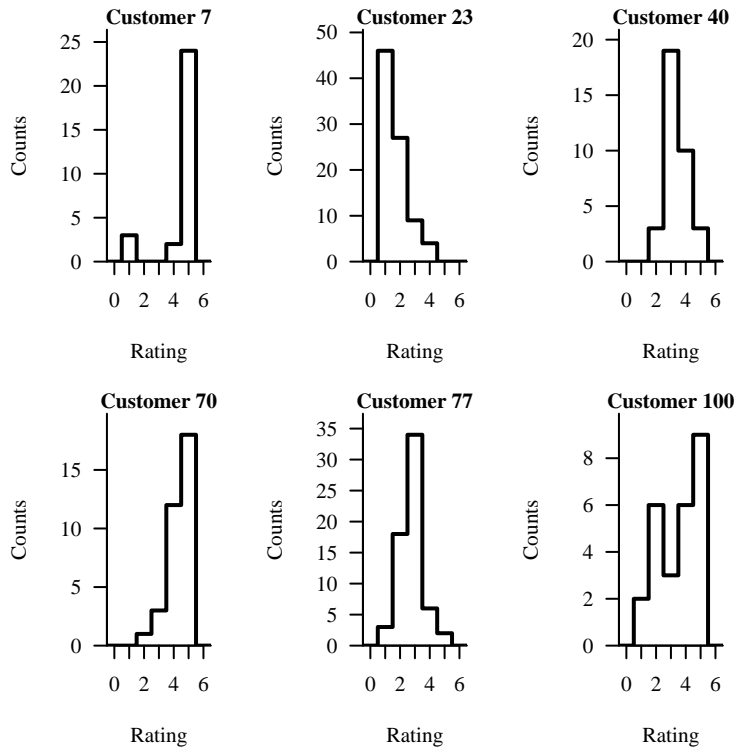 Customer 7
25
20
15
10
5
0
0 2 4 6
Counts
Rating
Customer 23
50
40
30
20
10
0
0 2 4 6
Counts
Rating
Customer 40
20
15
10
5
0
0 2 4 6
Counts
Rating
Customer 70
15
10
5
0
0 2 4 6
Counts
Rating
Customer 77
35
30
25
20
15
10
5
0
0 2 4 6
Counts
Rating
Customer 100
8
6
4
2
0
0 2 4 6
Counts
Rating